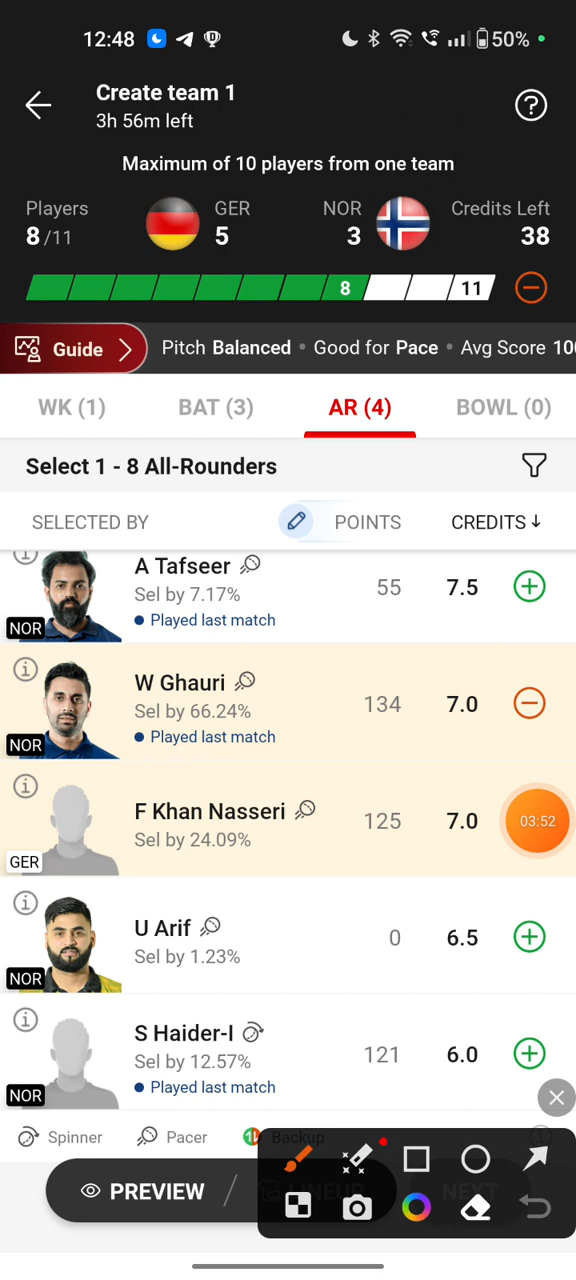 12:48
50%
Create team 1
3h 56m left
Maximum of 10 players from one team
Players
8/11
GER
5
NOR
3
Credits Left
38
8
11
Guide
Pitch Balanced • Good for Pace • Avg Score 100
WK (1)
BAT (3)
AR (4)
BOWL (0)
Select 1 - 8 All-Rounders
SELECTED BY
POINTS
CREDITS ↓
A Tafseer
Sel by 7.17%
Played last match
55
7.5
NOR
W Ghauri
Sel by 66.24%
Played last match
134
7.0
NOR
F Khan Nasseri
Sel by 24.09%
125
7.0
03:52
GER
U Arif
Sel by 1.23%
0
6.5
NOR
S Haider-I
Sel by 12.57%
Played last match
121
6.0
NOR
Spinner
Pacer
Backup
PREVIEW
LINEUP
NEXT